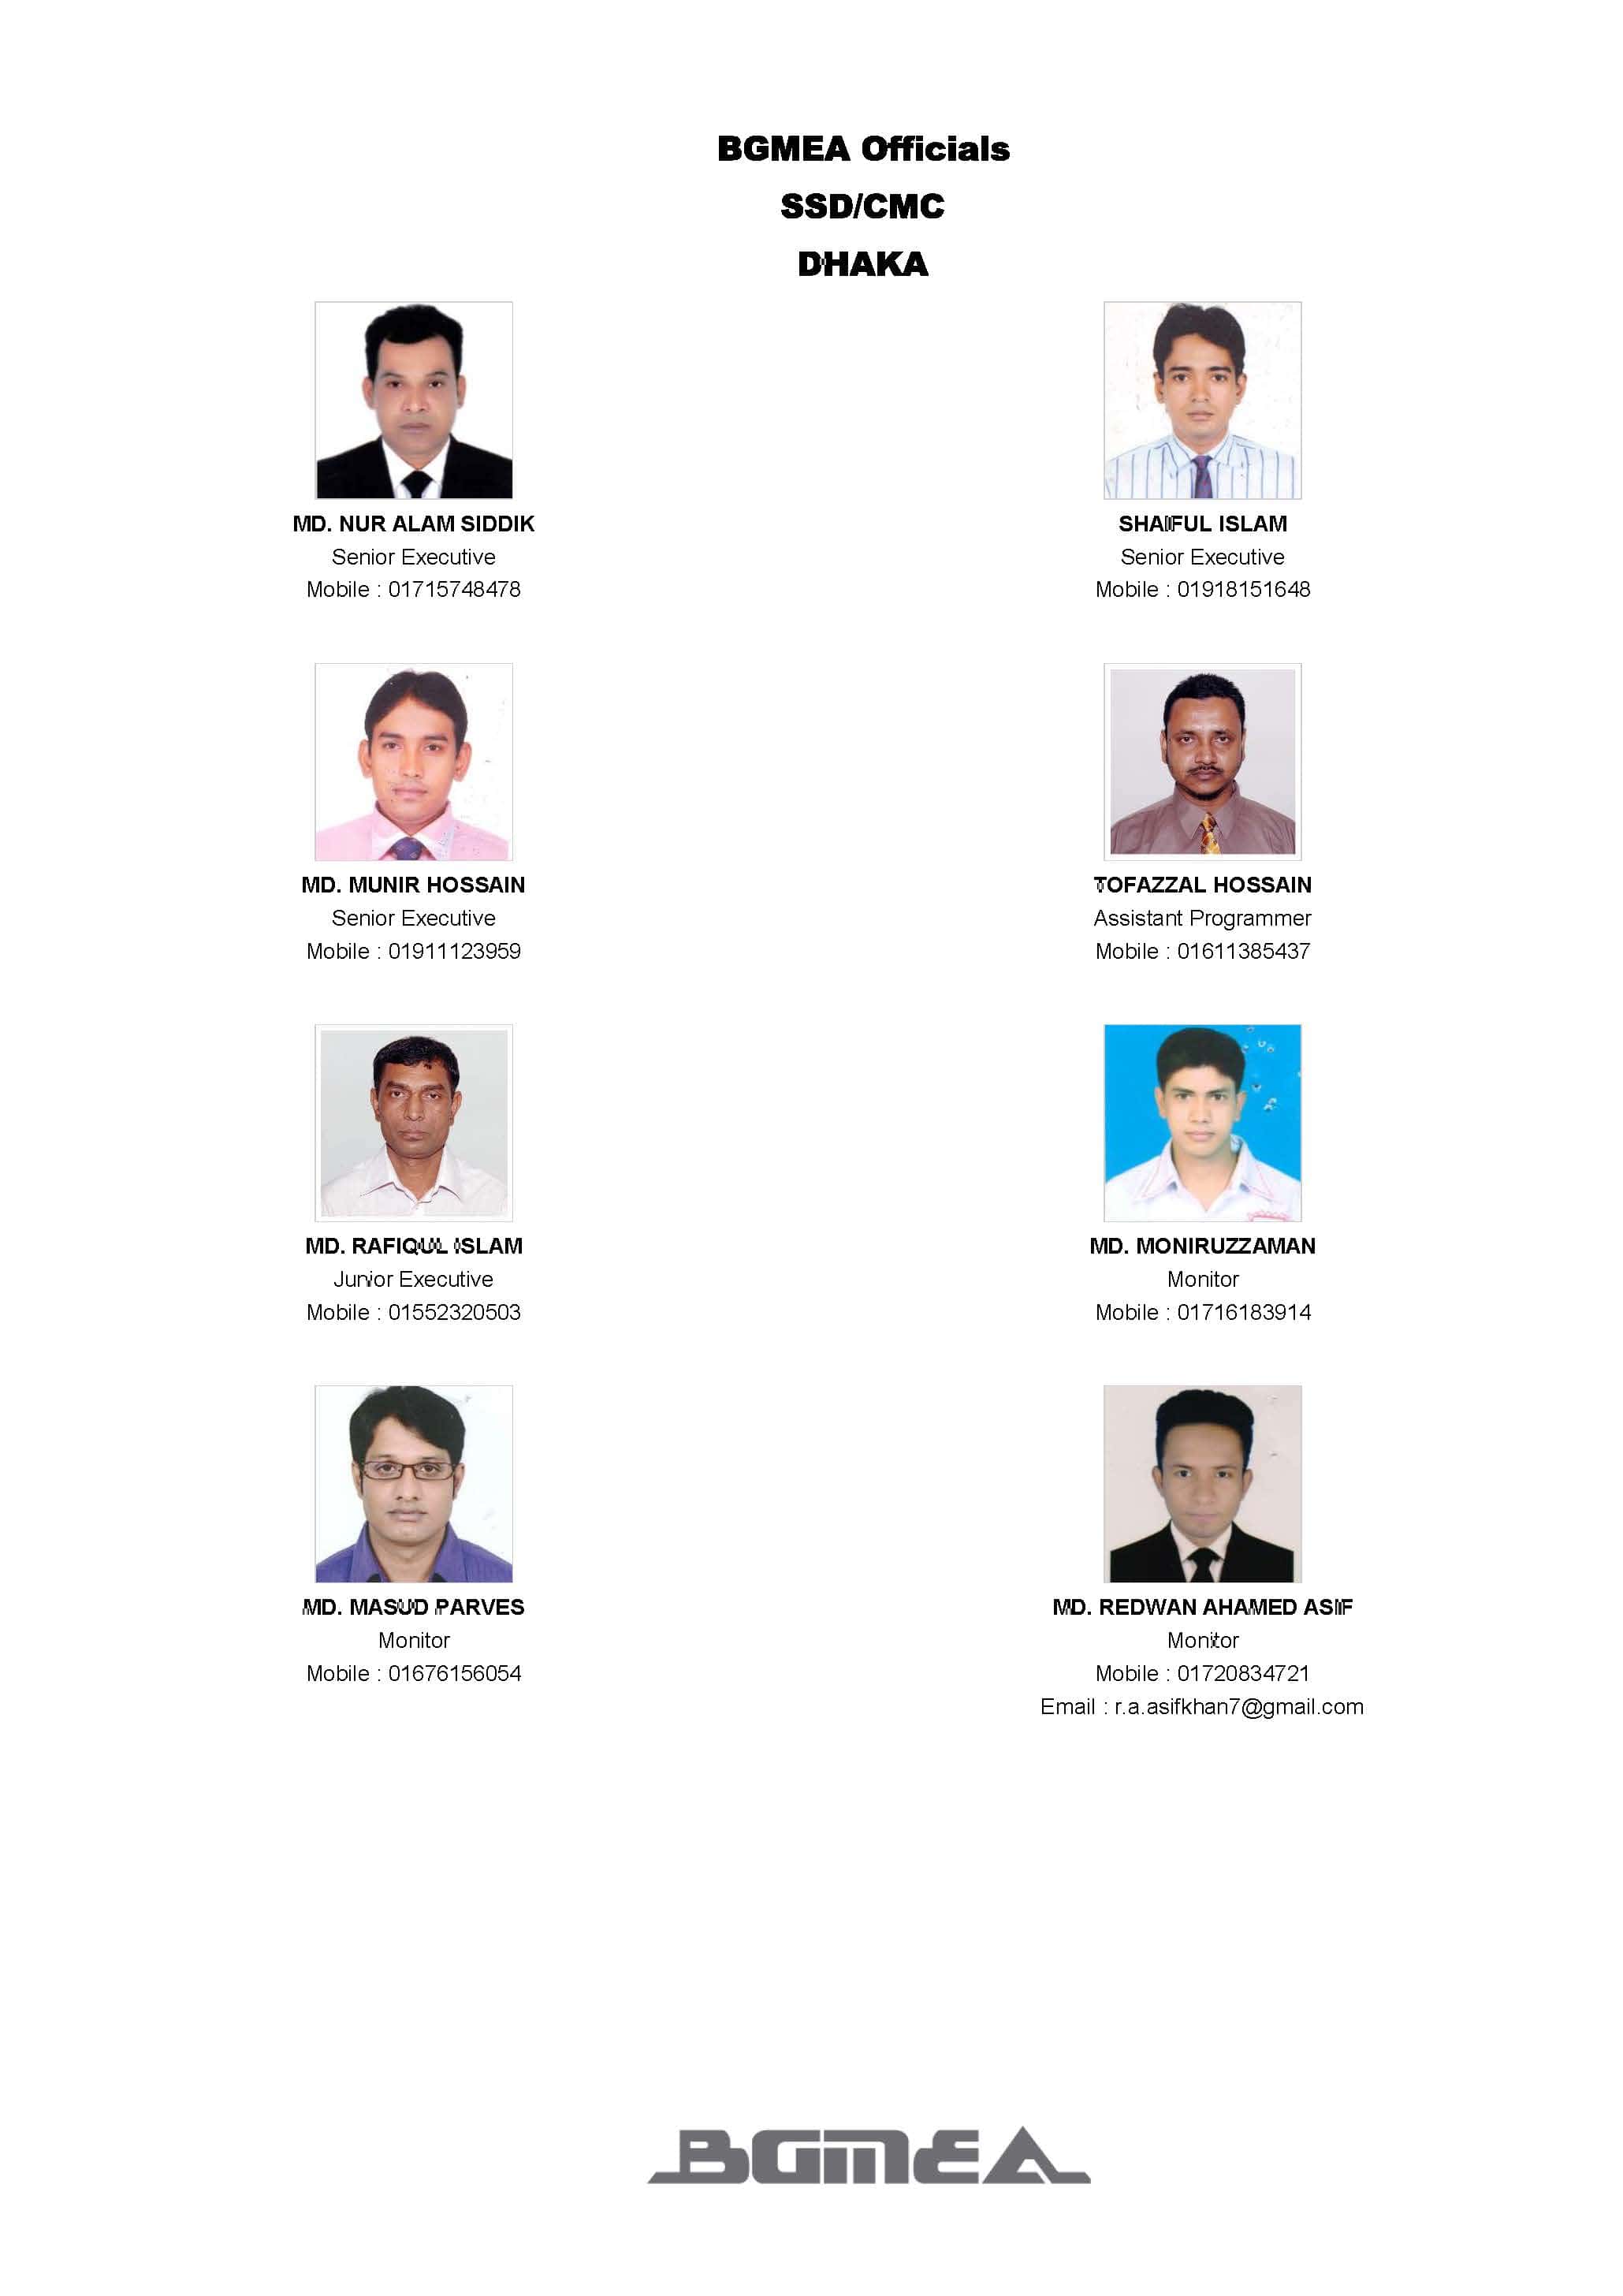 BGMEA Officials
SSD/CMC
DHAKA
MD. NUR ALAM SIDDIK
Senior Executive
Mobile : 01715748478
SHAIFUL ISLAM
Senior Executive
Mobile : 01918151648
MD. MUNIR HOSSAIN
Senior Executive
Mobile : 01911123959
TOFAZZAL HOSSAIN
Assistant Programmer
Mobile : 01611385437
MD. RAFIQUL ISLAM
Junior Executive
Mobile : 01552320503
MD. MONIRUZZAMAN
Monitor
Mobile : 01716183914
MD. MASUD PARVES
Monitor
Mobile : 01676156054
MD. REDWAN AHAMED ASIF
Monitor
Mobile : 01720834721
Email : r.a.asifkhan7@gmail.com
BGMEA